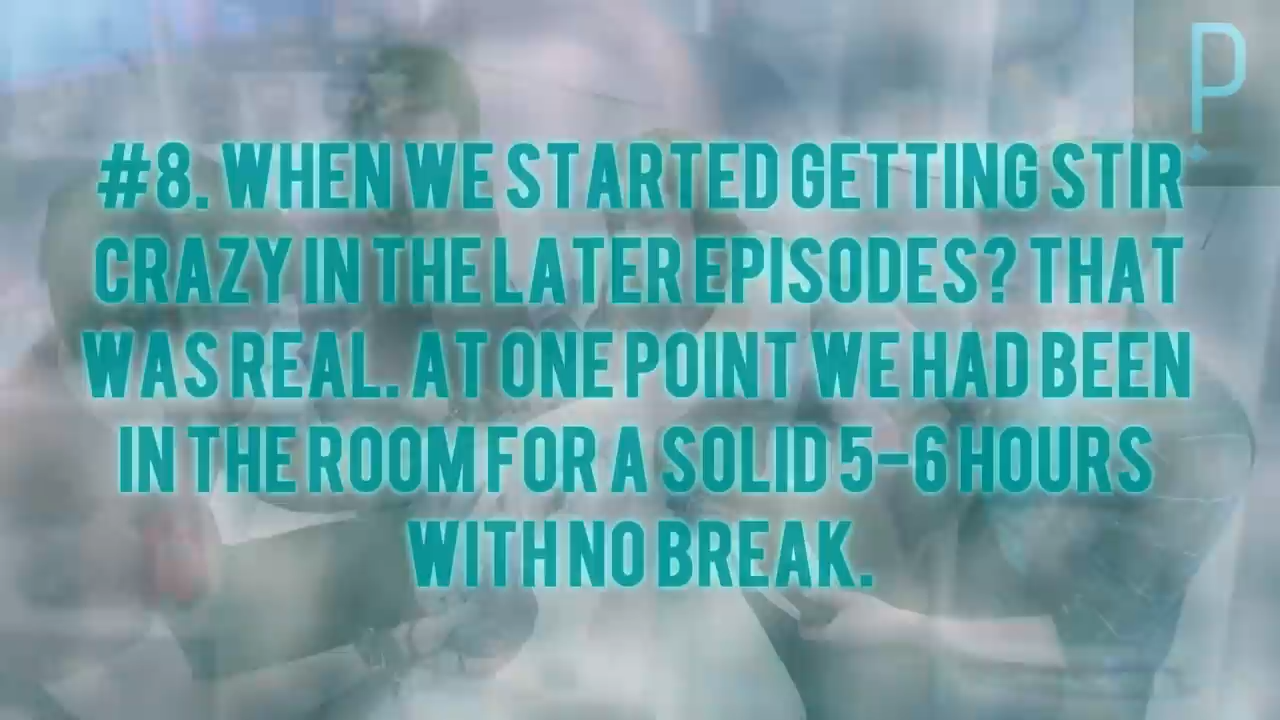 P
#8. WHEN WE STARTED GETTING STIR
CRAZY IN THE LATER EPISODES? THAT
WAS REAL. AT ONE POINT WE HAD BEEN
IN THE ROOM FOR A SOLID 5-6 HOURS
WITH NO BREAK.